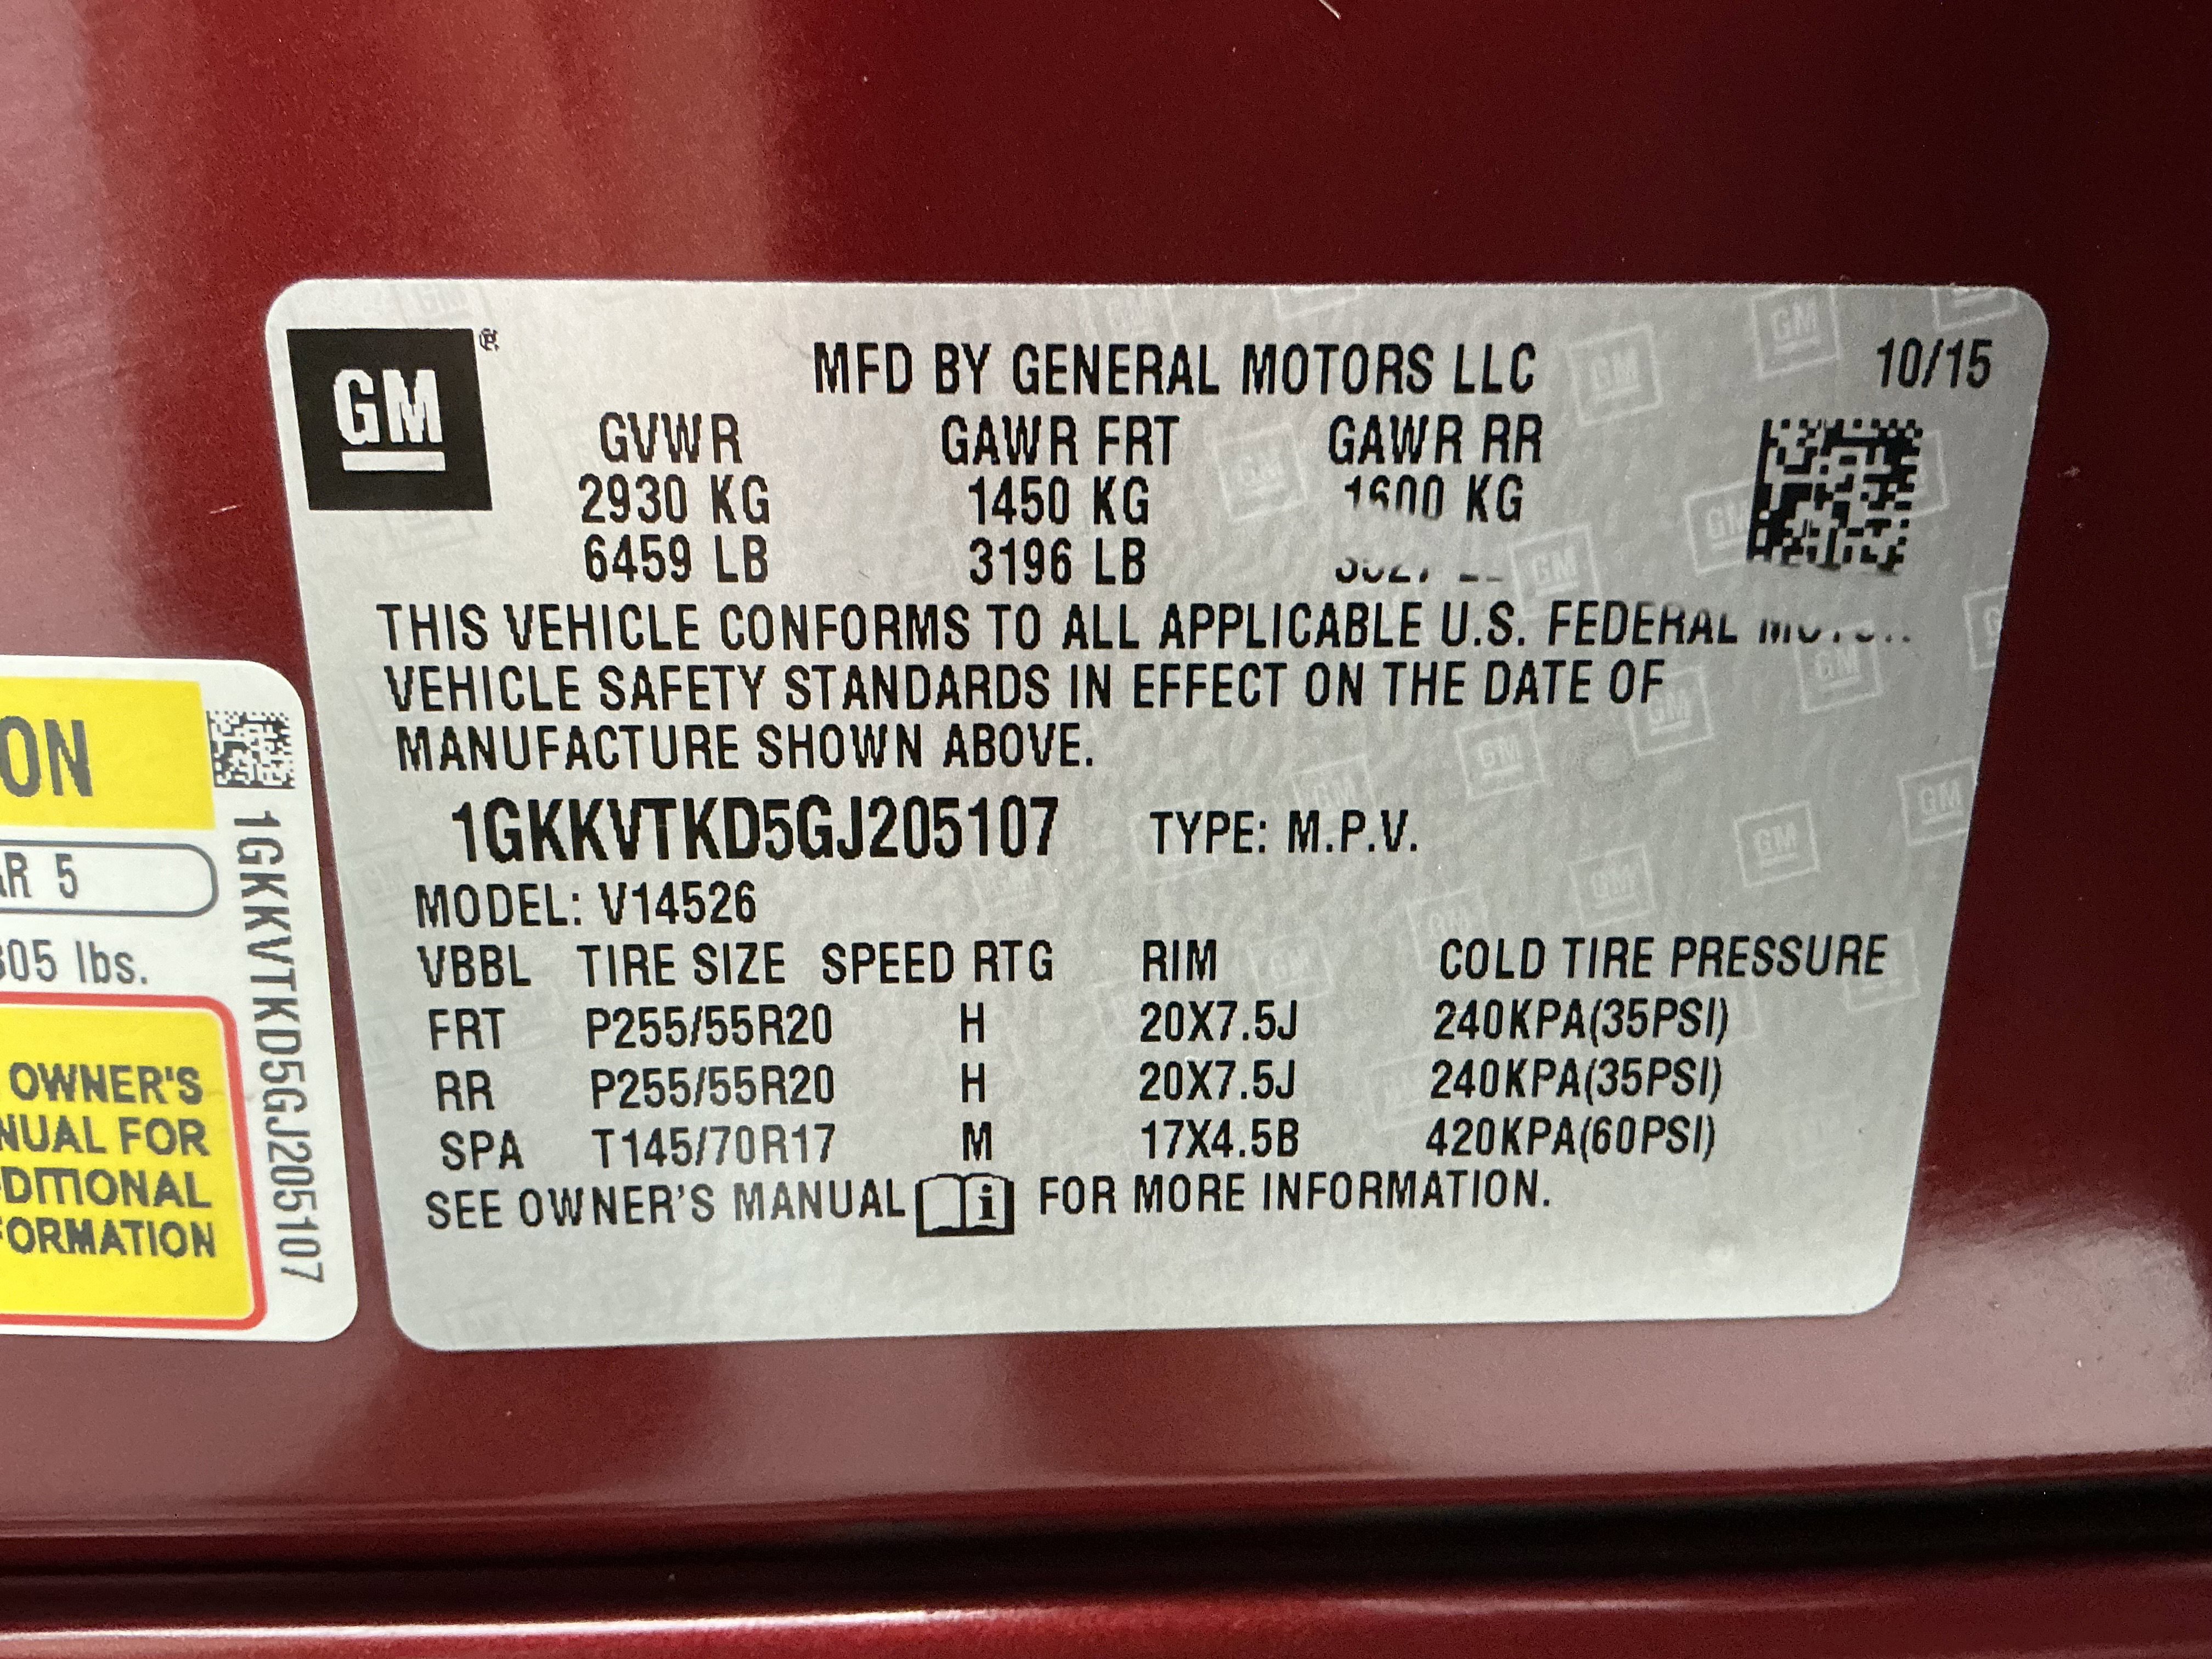 GM
MFD BY GENERAL MOTORS LLC 10/15
GVWR GAWR FRT GAWR RR
2930 KG 1450 KG 1600 KG
6459 LB 3196 LB
THIS VEHICLE CONFORMS TO ALL APPLICABLE U.S. FEDERAL
VEHICLE SAFETY STANDARDS IN EFFECT ON THE DATE OF
MANUFACTURE SHOWN ABOVE.
1GKKVTKD5GJ205107 TYPE: M.P.V.
MODEL: V14526
VBBL TIRE SIZE SPEED RTG RIM COLD TIRE PRESSURE
FRT P255/55R20 H 20X7.5J 240KPA(35PSI)
RR P255/55R20 H 20X7.5J 240KPA(35PSI)
SPA T145/70R17 M 17X4.5B 420KPA(60PSI)
SEE OWNER'S MANUAL i FOR MORE INFORMATION.
ON
R 5
305 lbs.
OWNER'S
NUAL FOR
DITIONAL
FORMATION
1GKKVTKD5GJ205107